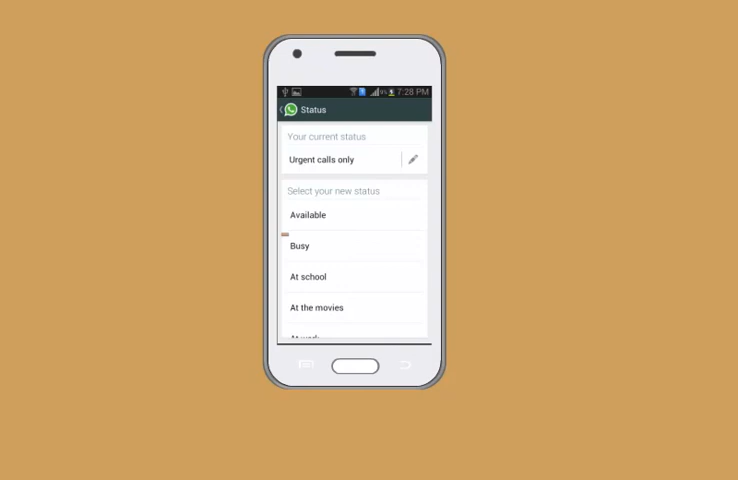 7:28 PM
Status
Your current status
Urgent calls only
Select your new status
Available
Busy
At school
At the movies